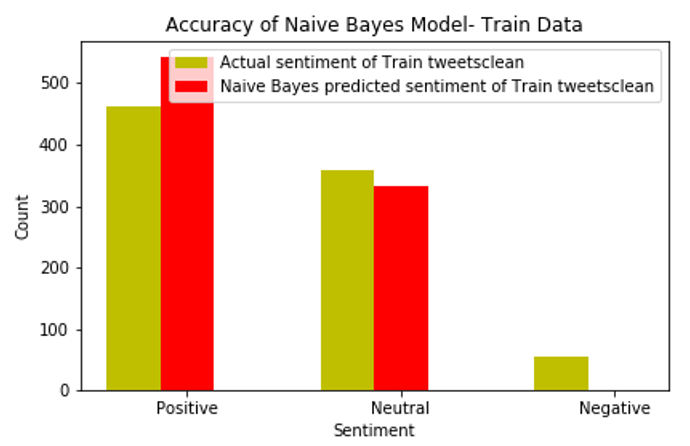 Accuracy of Naive Bayes Model- Train Data
Actual sentiment of Train tweetsclean
Naive Bayes predicted sentiment of Train tweetsclean
500
400
300
200
100
0
Count
Positive Neutral Negative
Sentiment